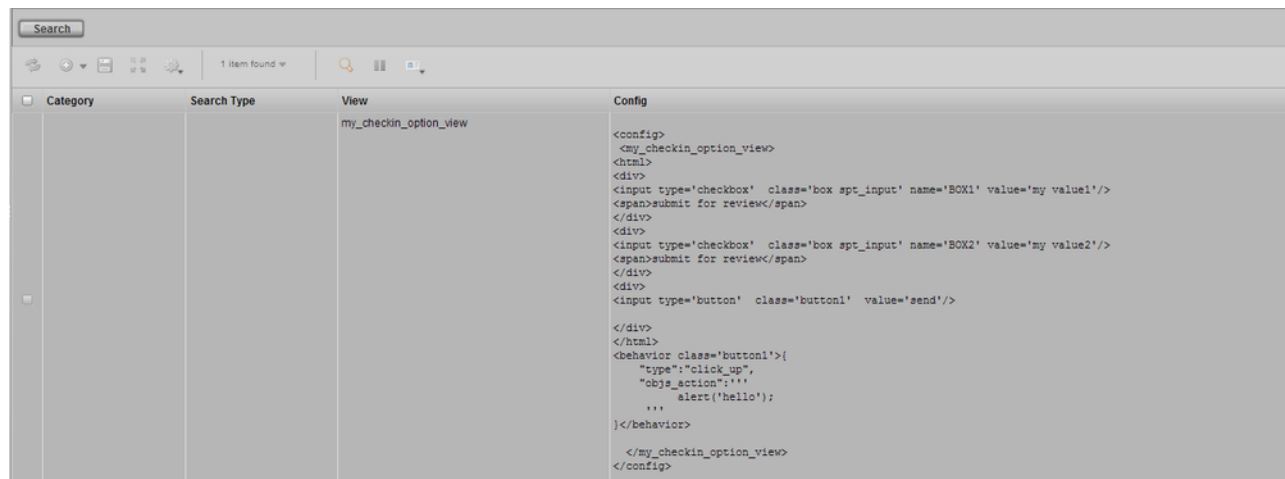 Search
1 item found
Category Search Type View Config
my_checkin_option_view
<config>
<my_checkin_option_view>
<html>
<div>
<input type='checkbox' class='box spt_input' name='BOX1' value='my value1'/>
<span>submit for review</span>
</div>
<div>
<input type='checkbox' class='box spt_input' name='BOX2' value='my value2'/>
<span>submit for review</span>
</div>
<div>
<input type='button' class='button1' value='send'/>
</div>
</html>
<behavior class='button1'>{
"type":"click_up",
"objs_action":'''
alert('hello');
'''
}</behavior>
</my_checkin_option_view>
</config>